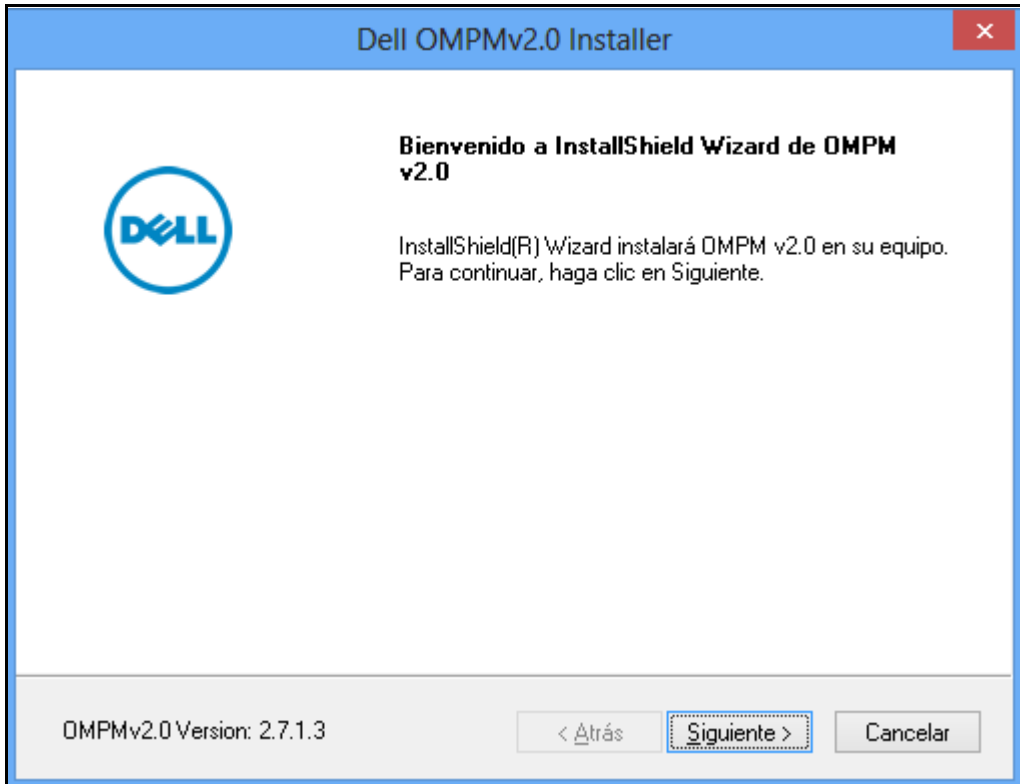 Dell OMPMv2.0 Installer
Bienvenido a InstallShield Wizard de OMPM
v2.0
DELL
InstallShield(R) Wizard instalará OMPM v2.0 en su equipo.
Para continuar, haga clic en Siguiente.
OMPMv2.0 Version: 2.7.1.3
< Atrás
Siguiente >
Cancelar